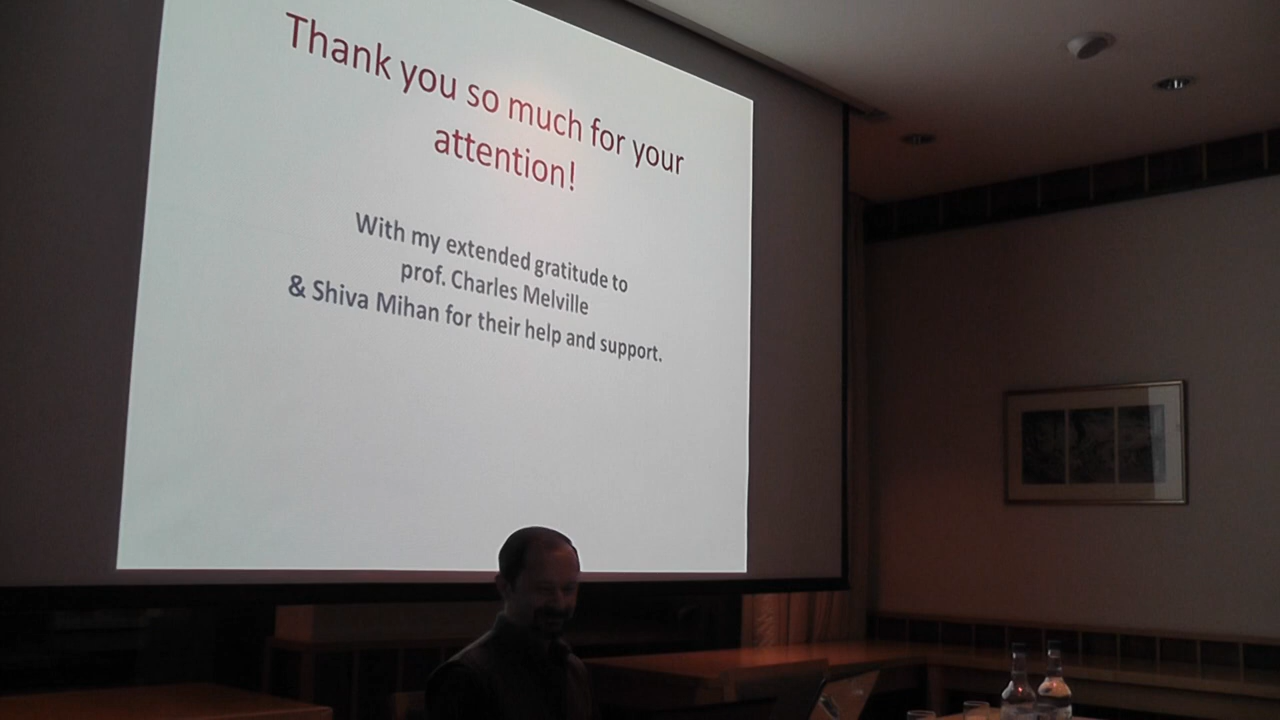 Thank you so much for your
attention!
With my extended gratitude to
prof. Charles Melville
& Shiva Mihan for their help and support.